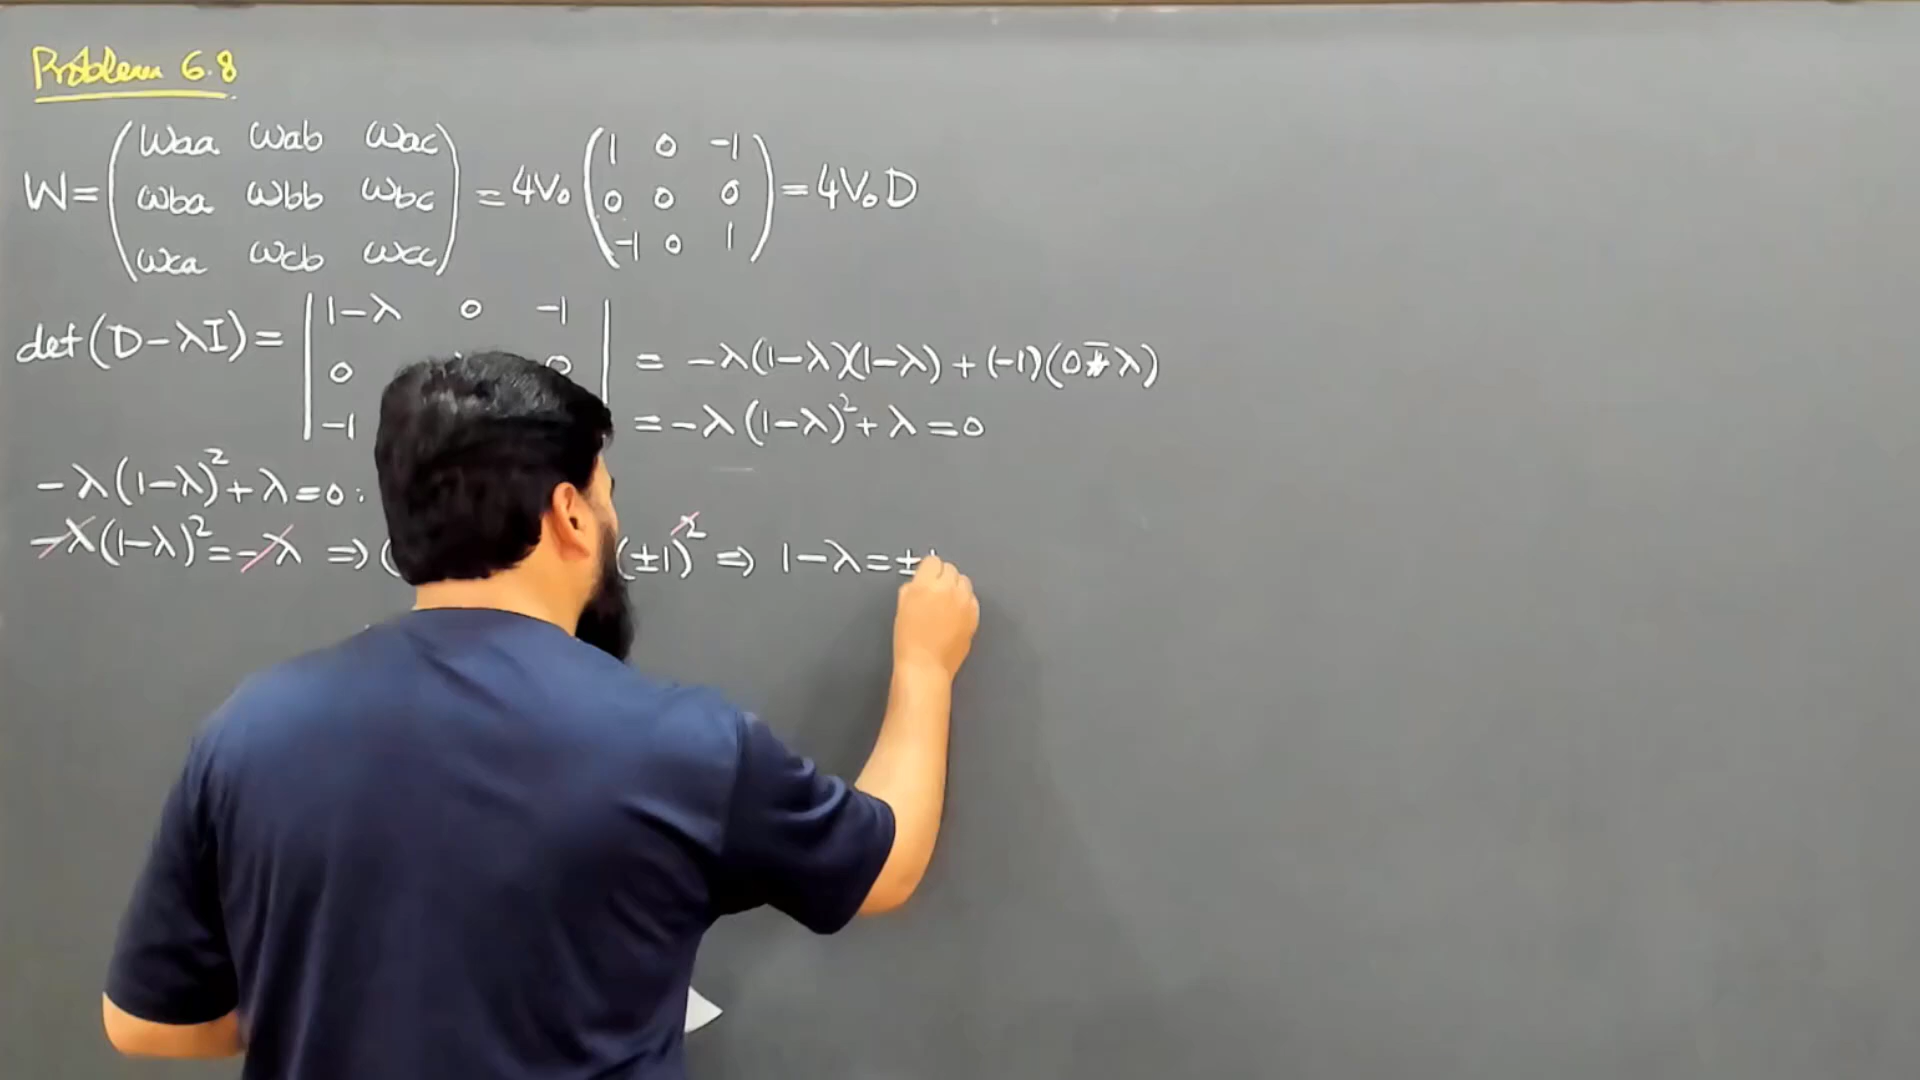 Problem 6.8
W = ( Waa Wab Wac ; Wba Wbb Wbc ; Wca Wcb Wcc ) = 4V₀ ( 1 0 -1 ; 0 0 0 ; -1 0 1 ) = 4V₀D
det(D-λI) = | 1-λ 0 -1 ; 0 0 ; -1 | = -λ(1-λ)(1-λ) + (-1)(0-λ)
= -λ(1-λ)² + λ = 0
-λ(1-λ)² + λ = 0 :
-λ(1-λ)² = -λ ⇒ ( (±1)² ⇒ 1-λ = ±